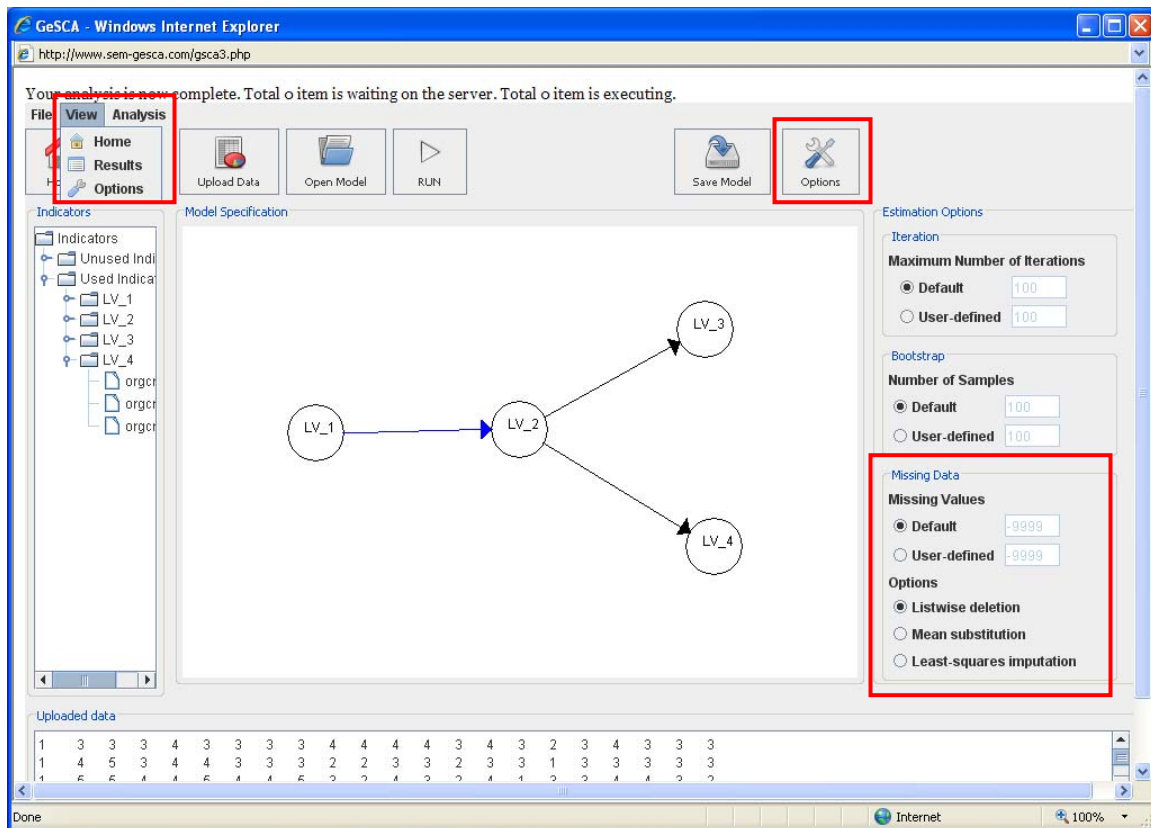 GeSCA - Windows Internet Explorer
http://www.sem-gesca.com/gsca3.php
Your analysis is now complete. Total 0 item is waiting on the server. Total 0 item is executing.
File View Analysis
Home
Results
Options
Upload Data
Open Model
RUN
Save Model
Options
Indicators
Indicators
Unused Indi
Used Indica
LV_1
LV_2
LV_3
LV_4
orgcr
orgcr
orgcr
Model Specification
LV_1
LV_2
LV_3
LV_4
Estimation Options
Iteration
Maximum Number of Iterations
Default 100
User-defined 100
Bootstrap
Number of Samples
Default 100
User-defined 100
Missing Data
Missing Values
Default -9999
User-defined -9999
Options
Listwise deletion
Mean substitution
Least-squares imputation
Uploaded data
1 3 3 3 4 3 3 3 3 4 4 4 4 3 4 3 2 3 4 3 3 3
1 4 5 3 4 4 3 3 3 2 2 3 3 2 3 3 1 3 3 3 3 3
Done
Internet
100%